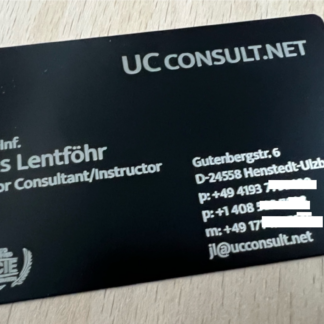 UC CONSULT.NET
Inf.
s Lentföhr
or Consultant/Instructor
Gutenbergstr. 6
D-24558 Henstedt-Ulzb
p: +49 4193 7
p: +1 408
m: +49 17
jl@ucconsult.net